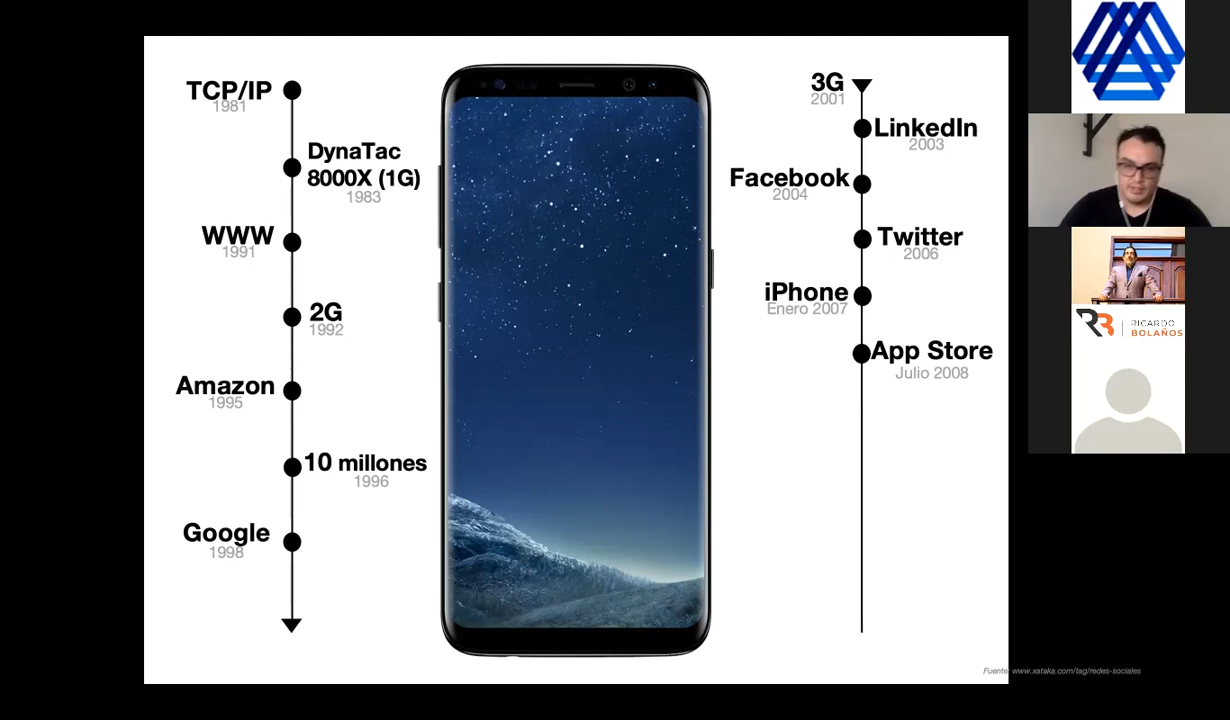 TCP/IP
1981
DynaTac
8000X (1G)
1983
WWW
1991
2G
1992
Amazon
1995
10 millones
1996
Google
1998
3G
2001
LinkedIn
2003
Facebook
2004
Twitter
2006
iPhone
Enero 2007
App Store
Julio 2008
Fuente: www.xataka.com/tag/redes-sociales
RICARDO
BOLAÑOS